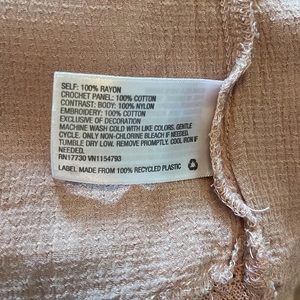 SELF: 100% RAYON
CROCHET PANEL: 100% COTTON
CONTRAST: BODY: 100% NYLON
EMBROIDERY: 100% COTTON
EXCLUSIVE OF DECORATION
MACHINE WASH COLD WITH LIKE COLORS. GENTLE
CYCLE. ONLY NON-CHLORINE BLEACH IF NEEDED.
TUMBLE DRY LOW. REMOVE PROMPTLY. COOL IRON IF
NEEDED.
RN17730 VN1154793
LABEL MADE FROM 100% RECYCLED PLASTIC